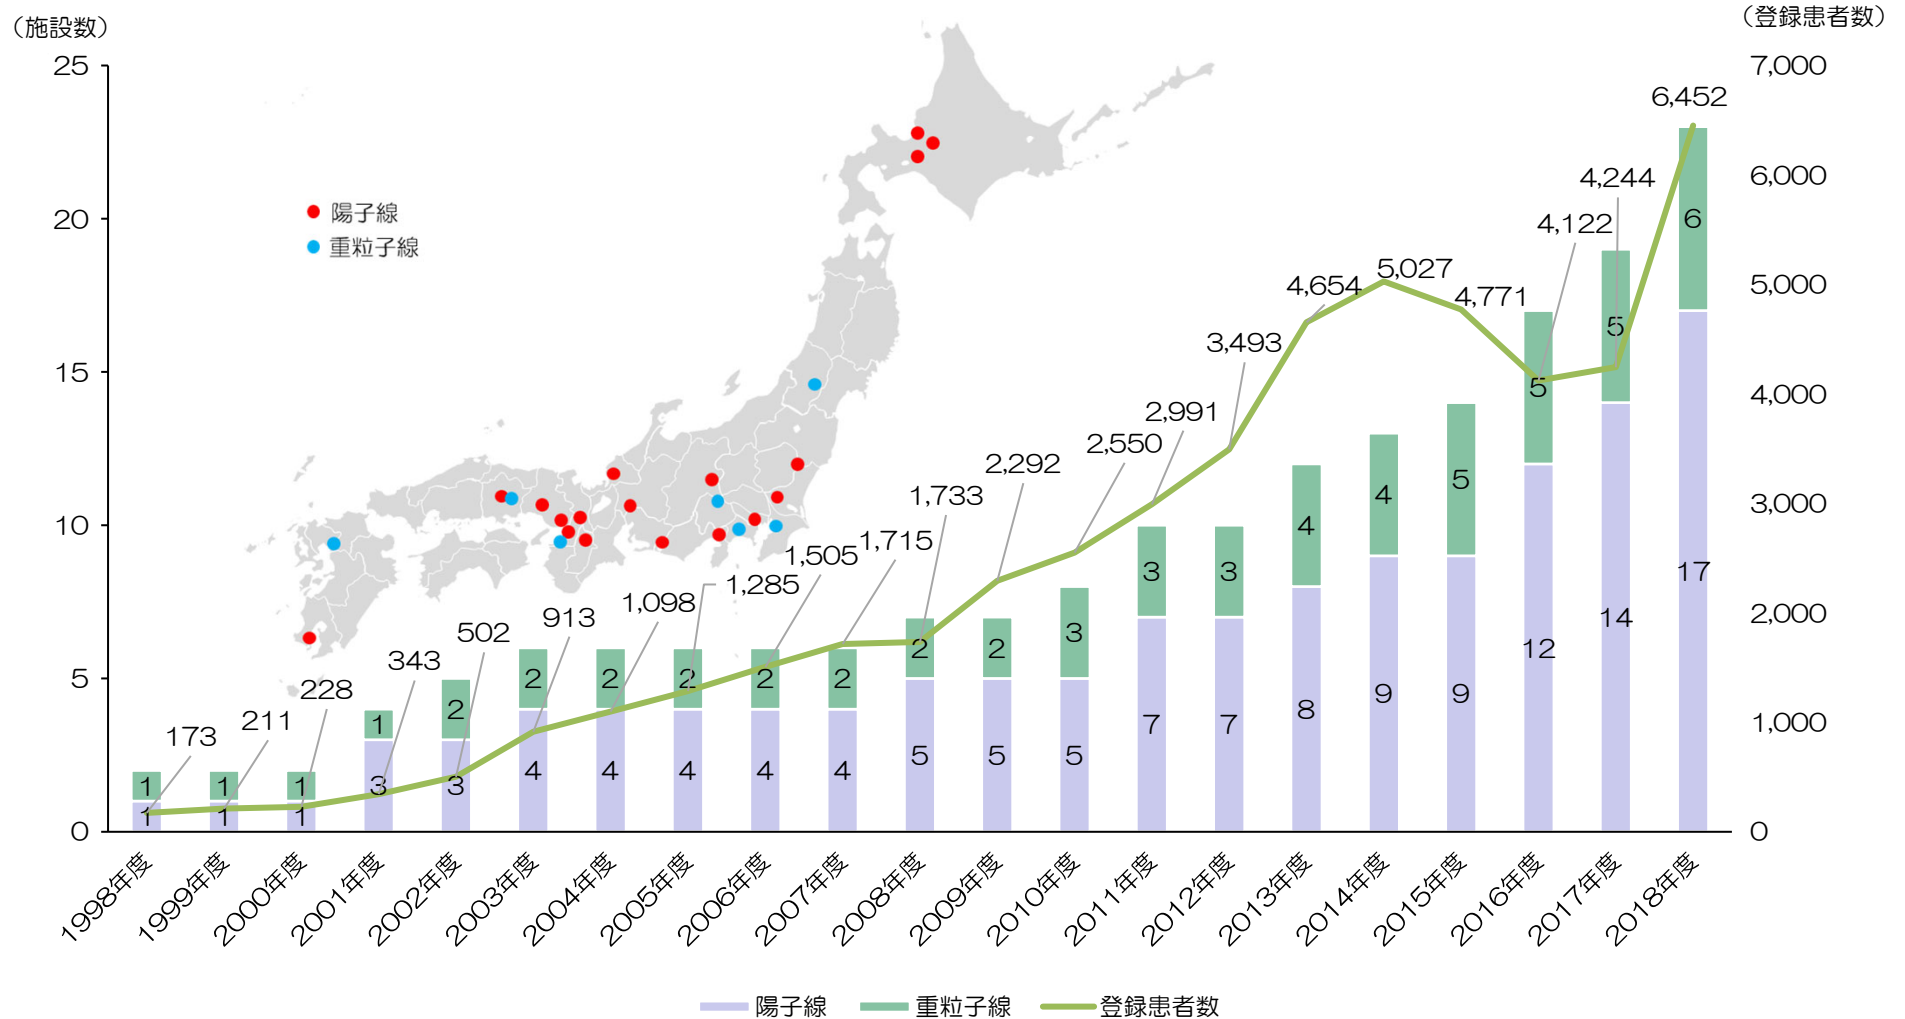 （施設数）
（登録患者数）
25
20
15
10
5
0
7,000
6,000
5,000
4,000
3,000
2,000
1,000
0
陽子線
重粒子線
173
211
228
343
502
913
1,098
1,285
1,505
1,715
1,733
2,292
2,550
2,991
3,493
4,654
5,027
4,771
4,122
4,244
6,452
1 1 1 1 2 2 2 2 2 2 2 2 3 3 3 4 4 5 5 5 6
1 1 1 3 3 4 4 4 4 4 5 5 5 7 7 8 9 9 12 14 17
1998年度
1999年度
2000年度
2001年度
2002年度
2003年度
2004年度
2005年度
2006年度
2007年度
2008年度
2009年度
2010年度
2011年度
2012年度
2013年度
2014年度
2015年度
2016年度
2017年度
2018年度
陽子線 重粒子線 登録患者数